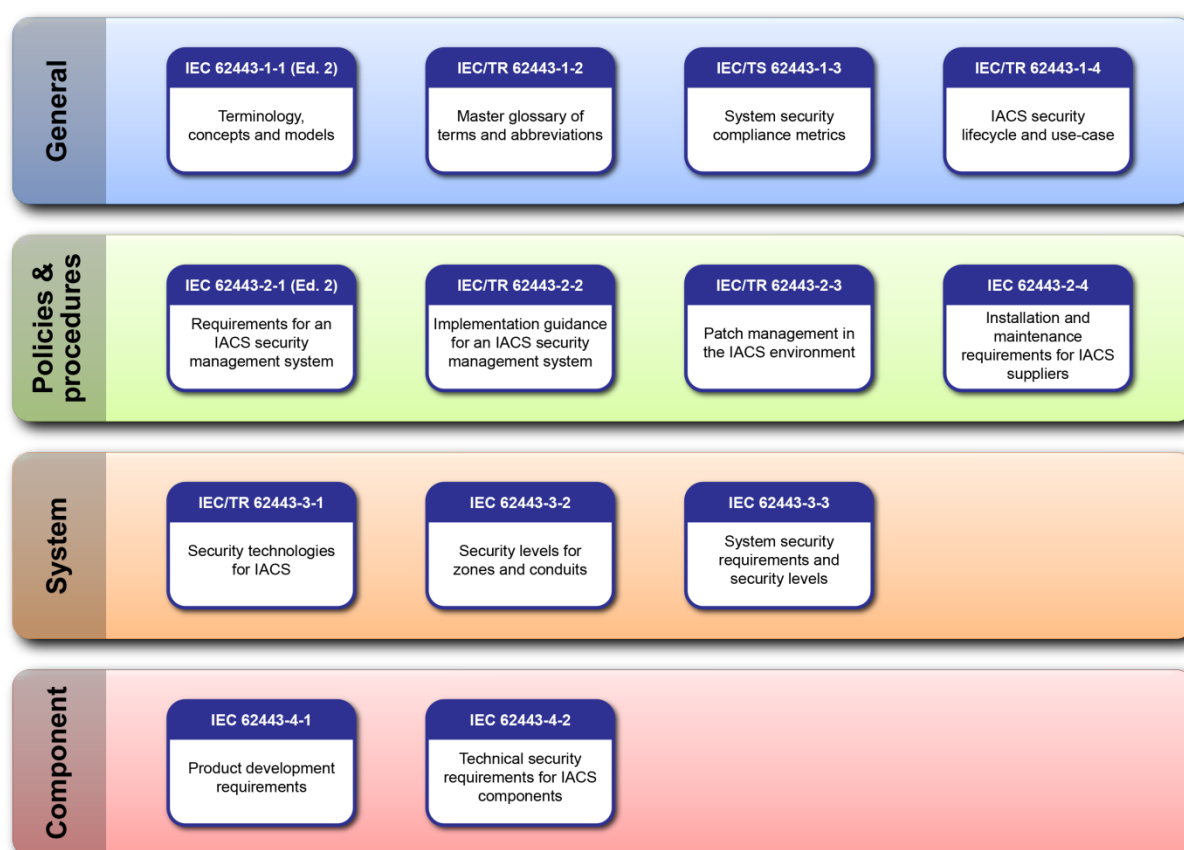 General
IEC 62443-1-1 (Ed. 2)
Terminology,
concepts and models
IEC/TR 62443-1-2
Master glossary of
terms and abbreviations
IEC/TS 62443-1-3
System security
compliance metrics
IEC/TR 62443-1-4
IACS security
lifecycle and use-case
Policies &
procedures
IEC 62443-2-1 (Ed. 2)
Requirements for an
IACS security
management system
IEC/TR 62443-2-2
Implementation guidance
for an IACS security
management system
IEC/TR 62443-2-3
Patch management in
the IACS environment
IEC 62443-2-4
Installation and
maintenance
requirements for IACS
suppliers
System
IEC/TR 62443-3-1
Security technologies
for IACS
IEC 62443-3-2
Security levels for
zones and conduits
IEC 62443-3-3
System security
requirements and
security levels
Component
IEC 62443-4-1
Product development
requirements
IEC 62443-4-2
Technical security
requirements for IACS
components